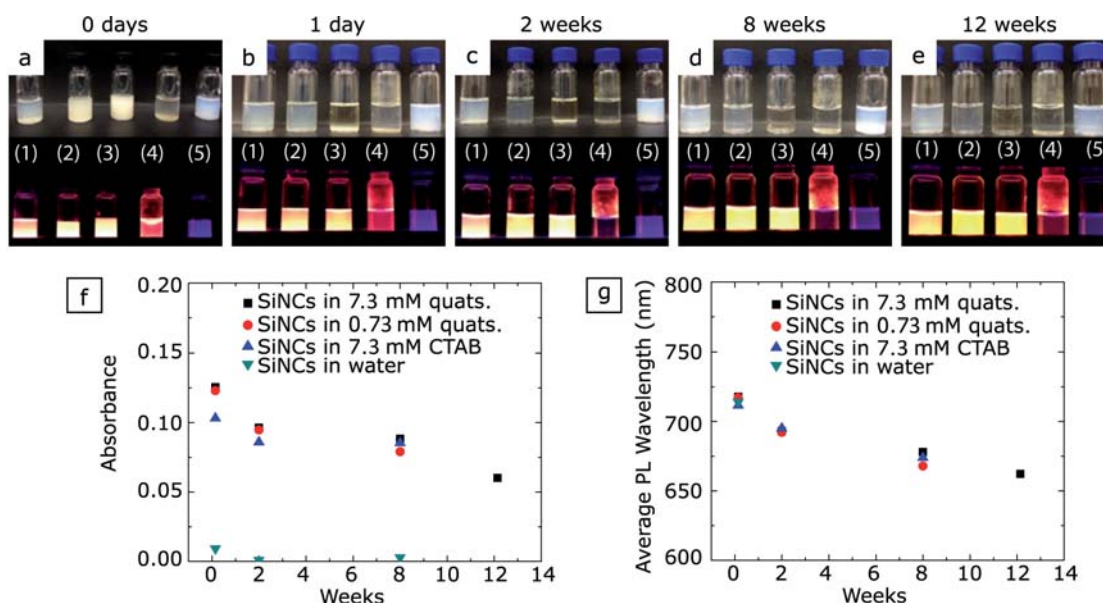 0 days
1 day
2 weeks
8 weeks
12 weeks
a
b
c
d
e
(1) (2) (3) (4) (5)
(1) (2) (3) (4) (5)
(1) (2) (3) (4) (5)
(1) (2) (3) (4) (5)
(1) (2) (3) (4) (5)
f
0.20
0.15
0.10
0.05
0.00
Absorbance
SiNCs in 7.3 mM quats.
SiNCs in 0.73 mM quats.
SiNCs in 7.3 mM CTAB
SiNCs in water
0 2 4 6 8 10 12 14
Weeks
g
800
750
700
650
600
Average PL Wavelength (nm)
SiNCs in 7.3 mM quats.
SiNCs in 0.73 mM quats.
SiNCs in 7.3 mM CTAB
SiNCs in water
0 2 4 6 8 10 12 14
Weeks